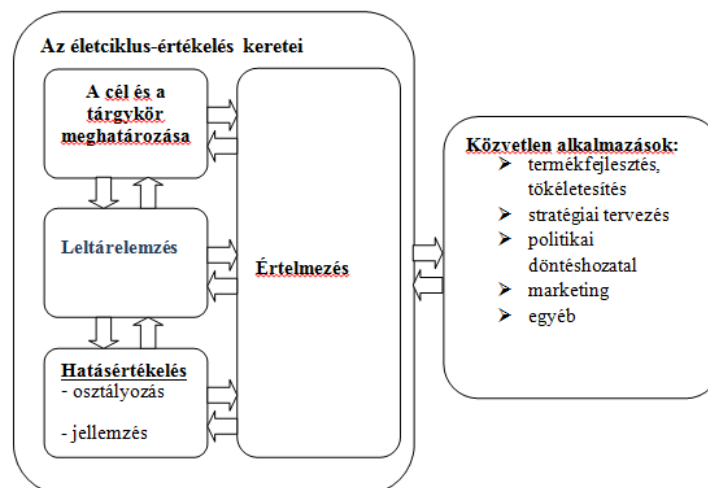 Az életciklus-értékelés keretei
A cél és a
tárgykör
meghatározása
Leltárelemzés
Hatásértékelés
- osztályozás
- jellemzés
Értelmezés
Közvetlen alkalmazások:
➢ termékfejlesztés,
tökéletesítés
➢ stratégiai tervezés
➢ politikai
döntéshozatal
➢ marketing
➢ egyéb